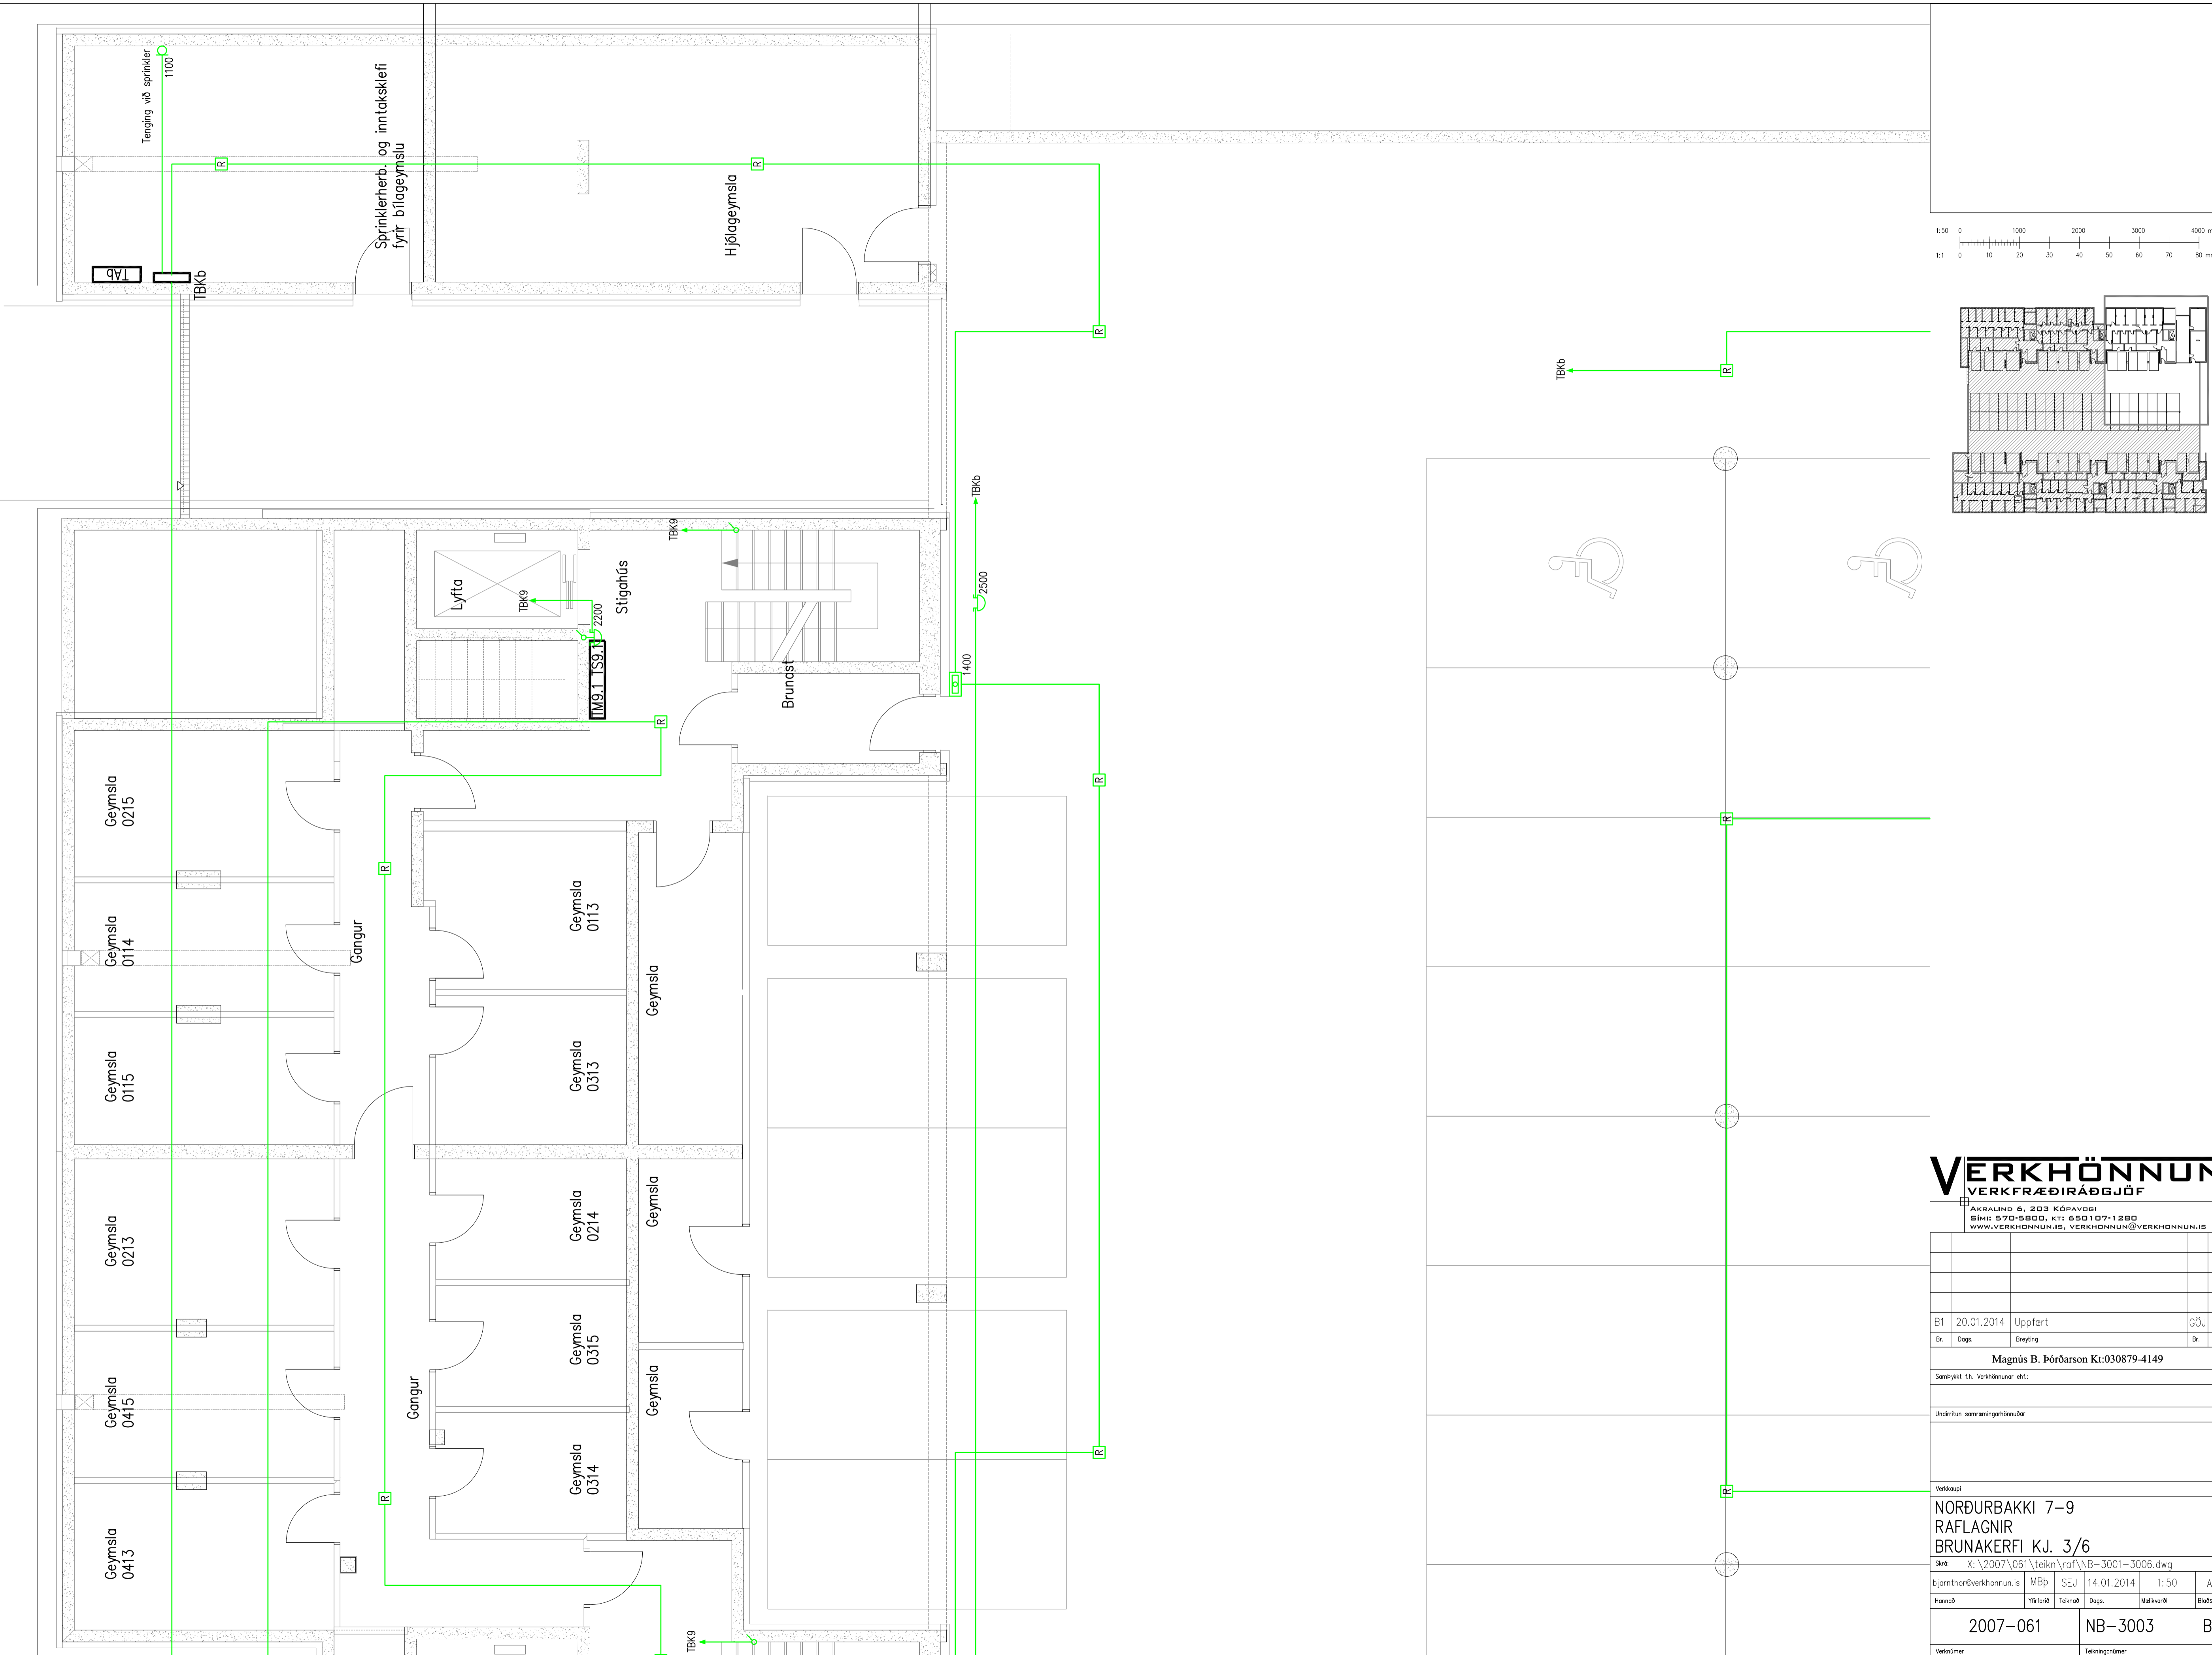 Tenging við sprinkler
1100
R
Sprinklerherb. og inntaksklefi
fyrir bílageymslu
R
Hjólageymsla
TAb
TBKb
R
TBKb
R
TBKb
TBK9
Lyfta
TBK9
2200
Stigahús
TM9.1 TS9.1
Brunast
2500
1400
R
R
R
R
Geymsla
0215
Geymsla
0114
Geymsla
0115
Gangur
R
Geymsla
0113
Geymsla
0313
Geymsla
Geymsla
0213
Geymsla
0415
Geymsla
0413
Gangur
R
Geymsla
0214
Geymsla
0315
Geymsla
0314
Geymsla
Geymsla
R
R
TBK9
1:50 0 1000 2000 3000 4000
1:1 0 10 20 30 40 50 60 70 80
VERKHÖNNUN
VERKFRÆÐIRÁÐGJÖF
AKRALIND 6, 203 KÓPAVOGI
SÍMI: 570-5800, KT: 650107-1280
WWW.VERKHONNUN.IS, VERKHONNUN@VERKHONNUN.IS
B1 20.01.2014 Uppfært GÖJ
Br. Dags. Breyting Br.
Magnús B. Þórðarson Kt:030879-4149
Samþykkt f.h. Verkhönnunar ehf.:
Undirritun samræmingarhönnuðar
Verkkaupi
NORÐURBAKKI 7-9
RAFLAGNIR
BRUNAKERFI KJ. 3/6
Skrá: X:\2007\061\teikn\raf\NB-3001-3006.dwg
bjarnthor@verkhonnun.is MBÞ SEJ 14.01.2014 1:50 A
Hannað Yfirfarið Teiknað Dags. Mælikvarði
2007-061 NB-3003 B
Verknúmer Teikningarnúmer